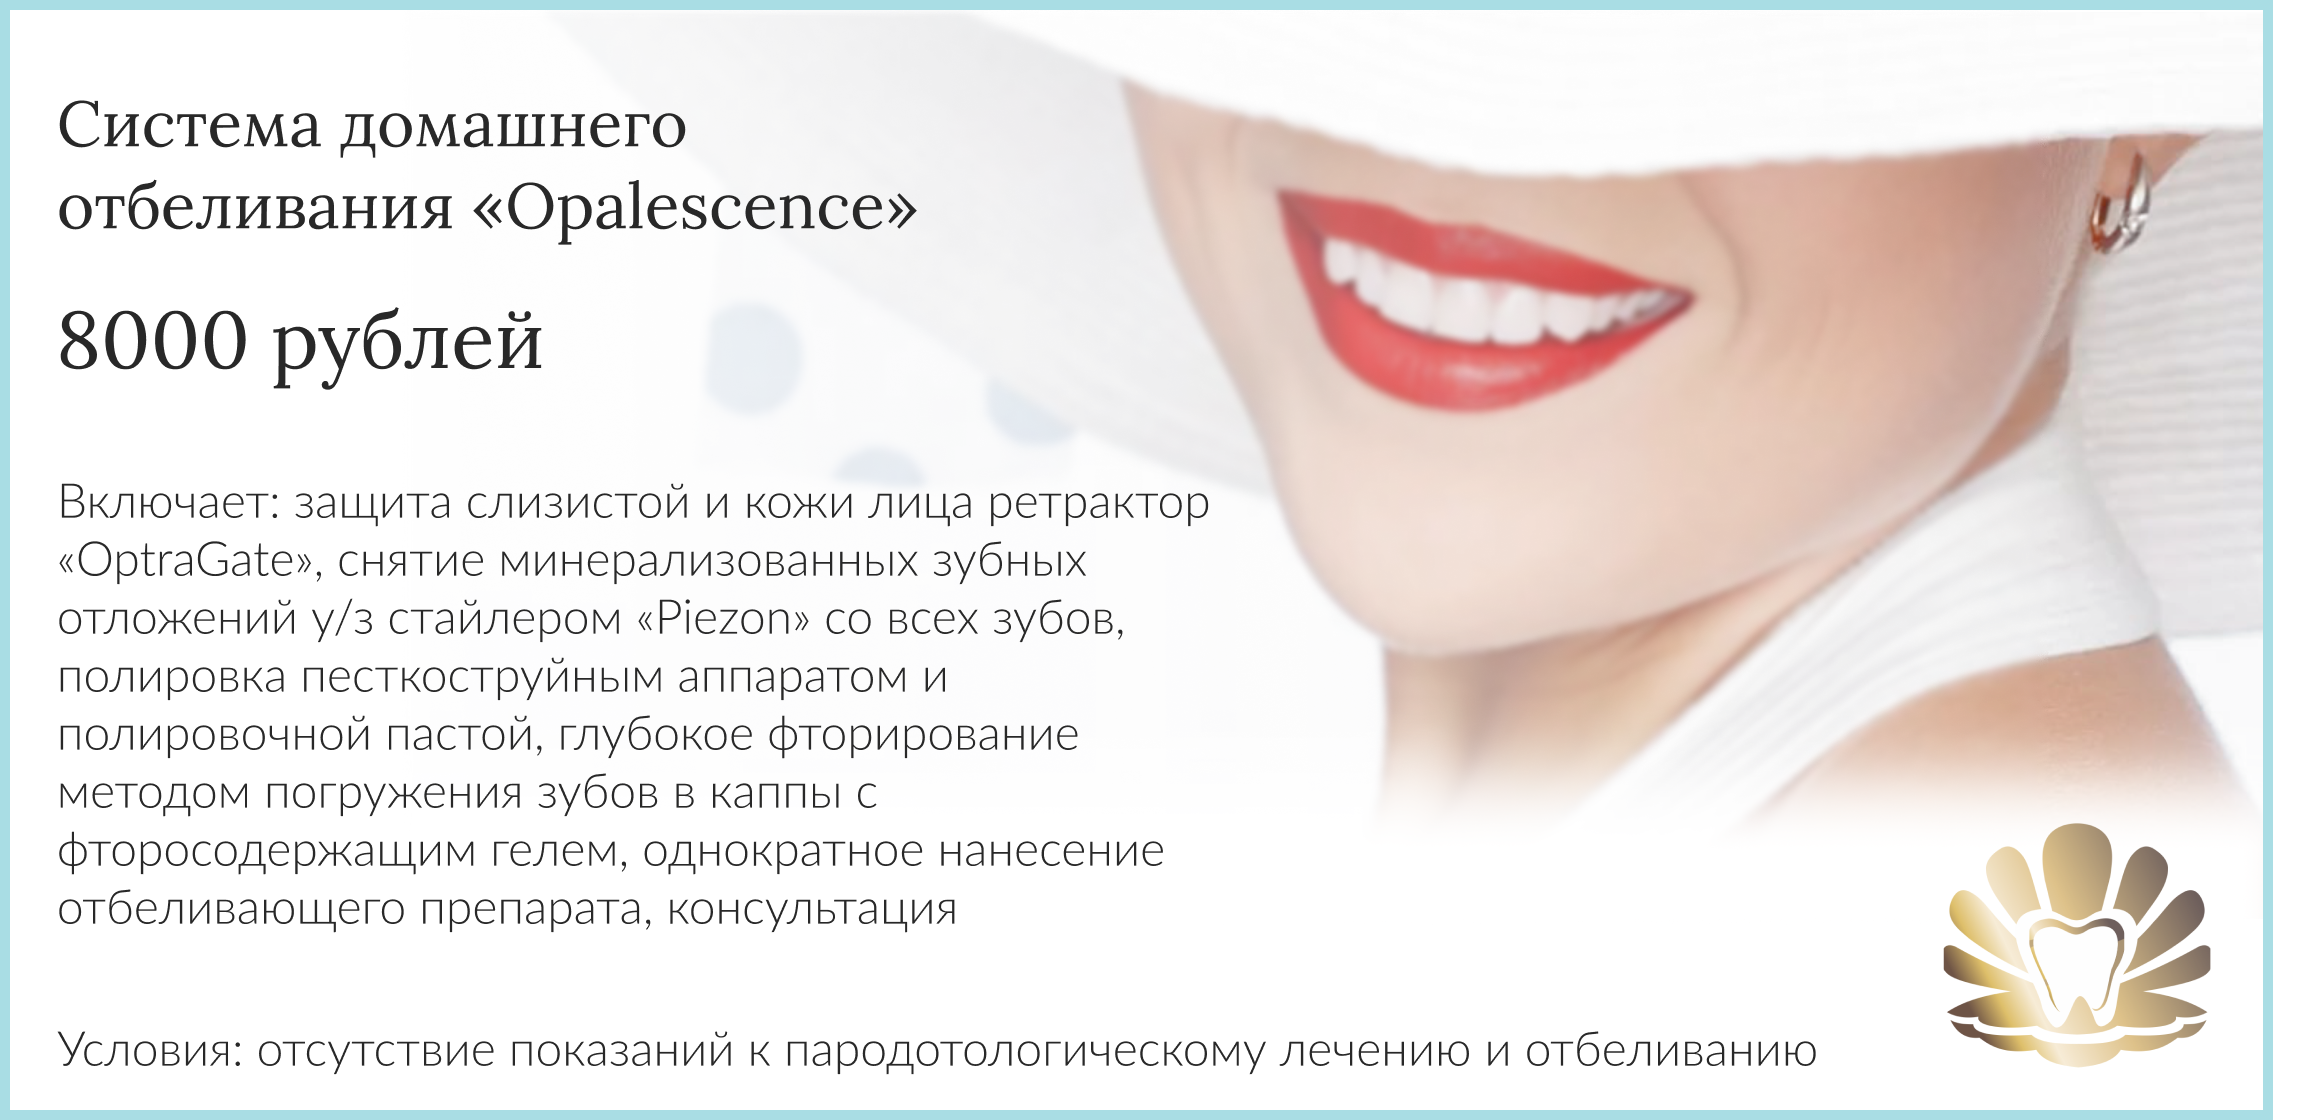 Система домашнего
отбеливания «Opalescence»
8000 рублей
Включает: защита слизистой и кожи лица ретрактор
«OptraGate», снятие минерализованных зубных
отложений у/з стайлером «Piezon» со всех зубов,
полировка песткоструйным аппаратом и
полировочной пастой, глубокое фторирование
методом погружения зубов в каппы с
фторосодержащим гелем, однократное нанесение
отбеливающего препарата, консультация
Условия: отсутствие показаний к пародотологическому лечению и отбеливанию